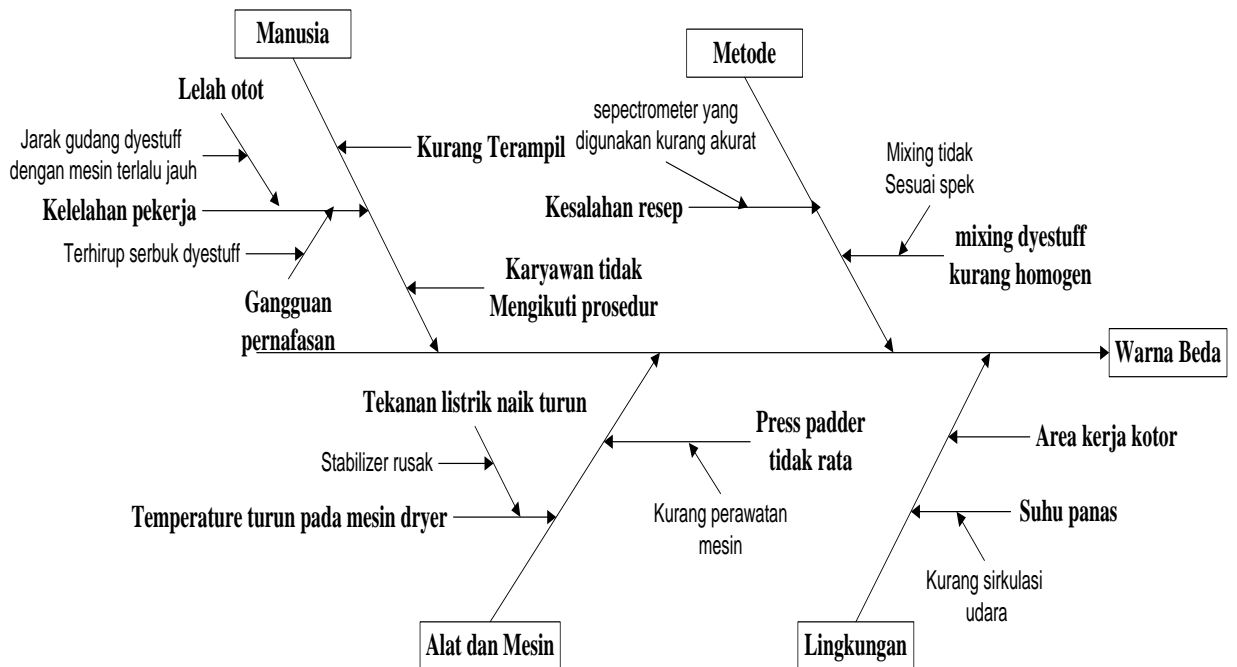 Manusia
Metode
Lelah otot
sepectrometer yang
digunakan kurang akurat
Jarak gudang dyestuff
dengan mesin terlalu jauh
Kurang Terampil
Mixing tidak
Sesuai spek
Kelelahan pekerja
Kesalahan resep
Terhirup serbuk dyestuff
mixing dyestuff
kurang homogen
Karyawan tidak
Mengikuti prosedur
Gangguan
pernafasan
Warna Beda
Tekanan listrik naik turun
Press padder
tidak rata
Area kerja kotor
Stabilizer rusak
Temperature turun pada mesin dryer
Kurang perawatan
mesin
Suhu panas
Kurang sirkulasi
udara
Alat dan Mesin
Lingkungan